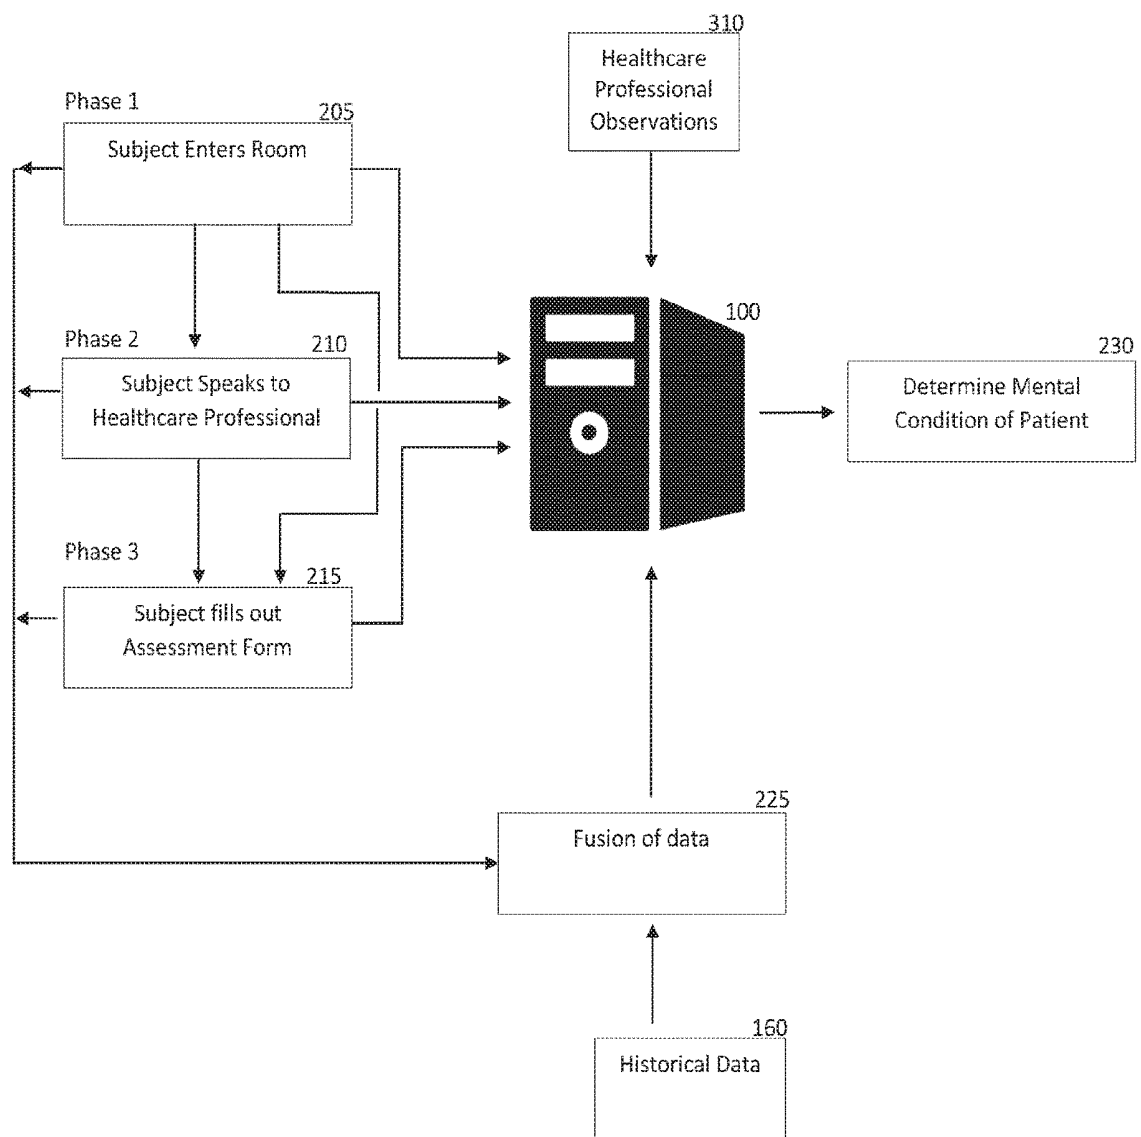 310
Healthcare
Professional
Observations
Phase 1
205
Subject Enters Room
100
Phase 2
210
Subject Speaks to
Healthcare Professional
230
Determine Mental
Condition of Patient
Phase 3
215
Subject fills out
Assessment Form
225
Fusion of data
160
Historical Data